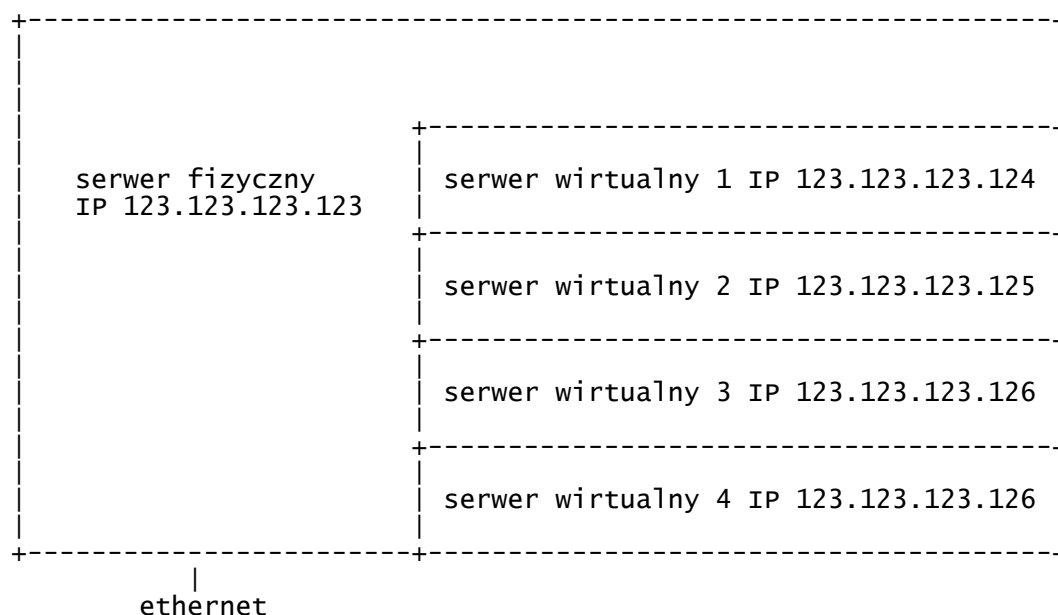 serwer fizyczny
IP 123.123.123.123
serwer wirtualny 1 IP 123.123.123.124
serwer wirtualny 2 IP 123.123.123.125
serwer wirtualny 3 IP 123.123.123.126
serwer wirtualny 4 IP 123.123.123.126
ethernet